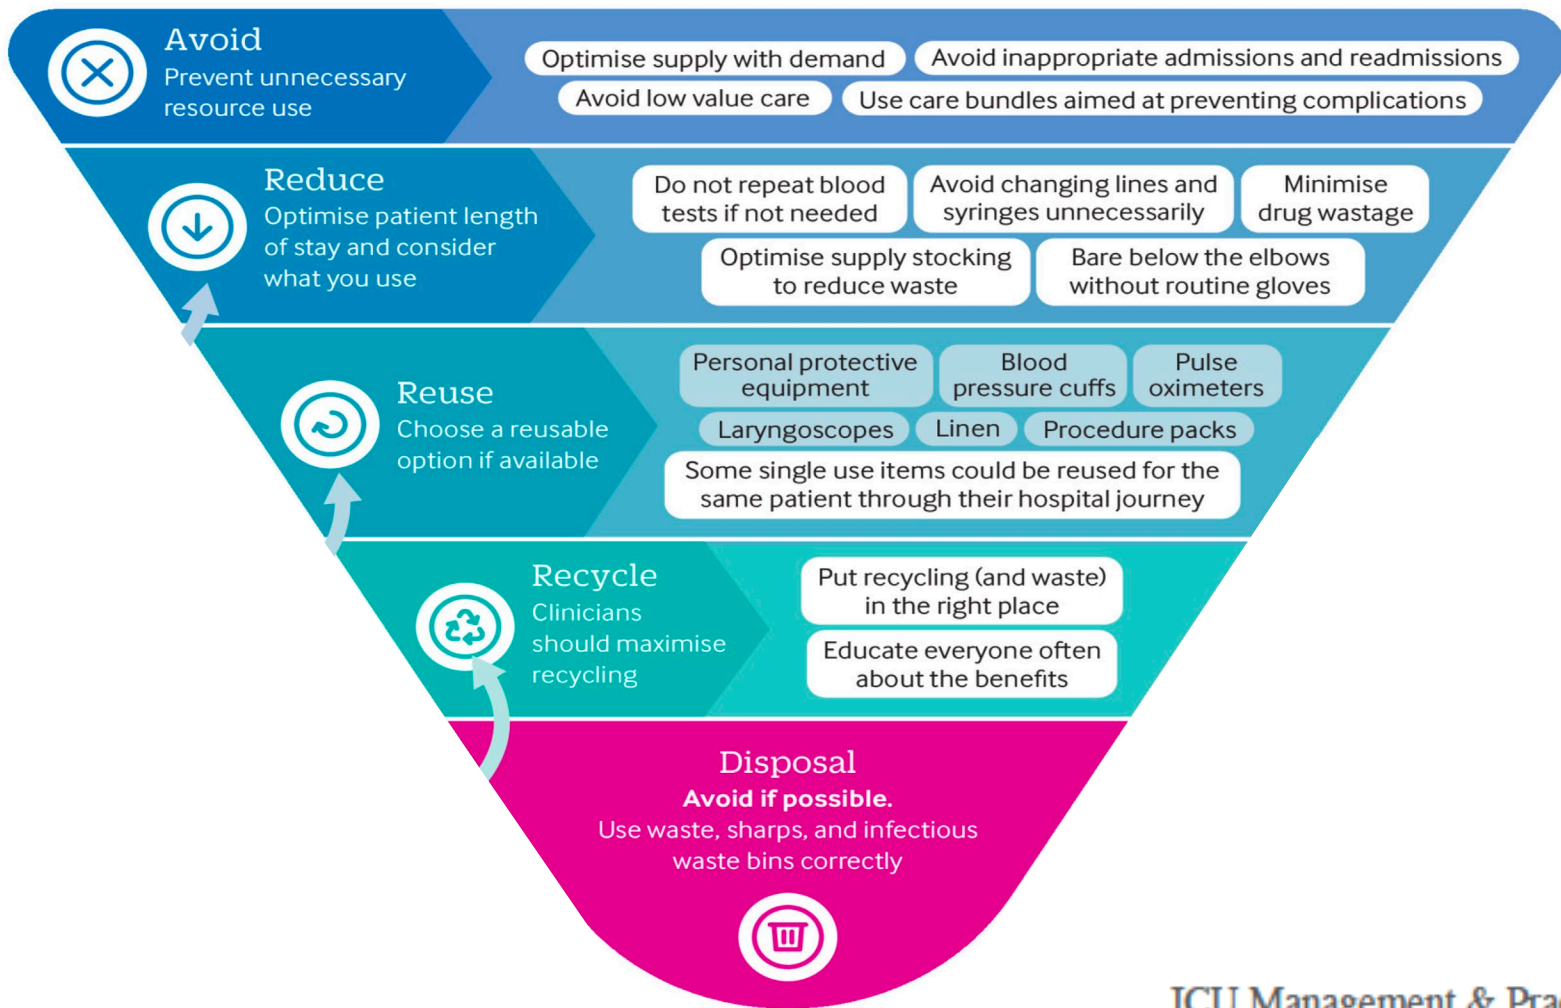 Avoid
Prevent unnecessary
resource use
Optimise supply with demand
Avoid inappropriate admissions and readmissions
Avoid low value care
Use care bundles aimed at preventing complications
Reduce
Optimise patient length
of stay and consider
what you use
Do not repeat blood
tests if not needed
Avoid changing lines and
syringes unnecessarily
Minimise
drug wastage
Optimise supply stocking
to reduce waste
Bare below the elbows
without routine gloves
Reuse
Choose a reusable
option if available
Personal protective
equipment
Blood
pressure cuffs
Pulse
oximeters
Laryngoscopes
Linen
Procedure packs
Some single use items could be reused for the
same patient through their hospital journey
Recycle
Clinicians
should maximise
recycling
Put recycling (and waste)
in the right place
Educate everyone often
about the benefits
Disposal
Avoid if possible.
Use waste, sharps, and infectious
waste bins correctly
ICU Management &